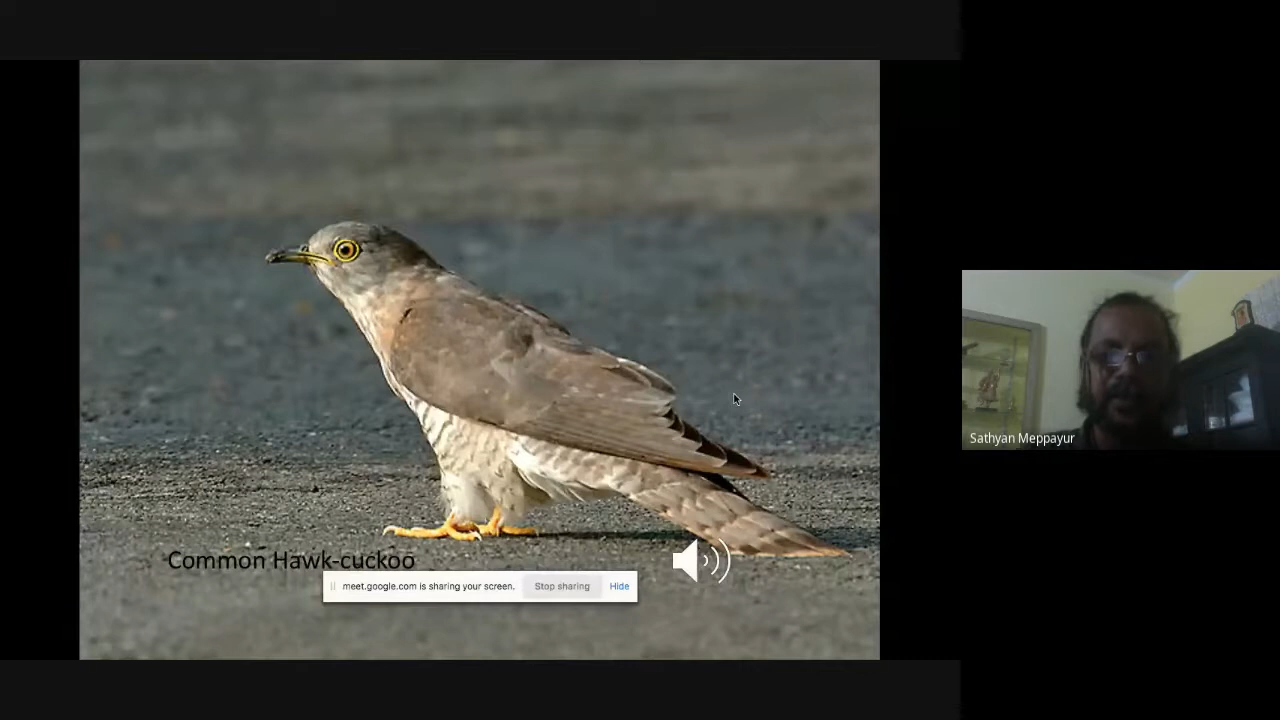 Common Hawk-cuckoo
meet.google.com is sharing your screen. Stop sharing Hide
Sathyan Meppayur